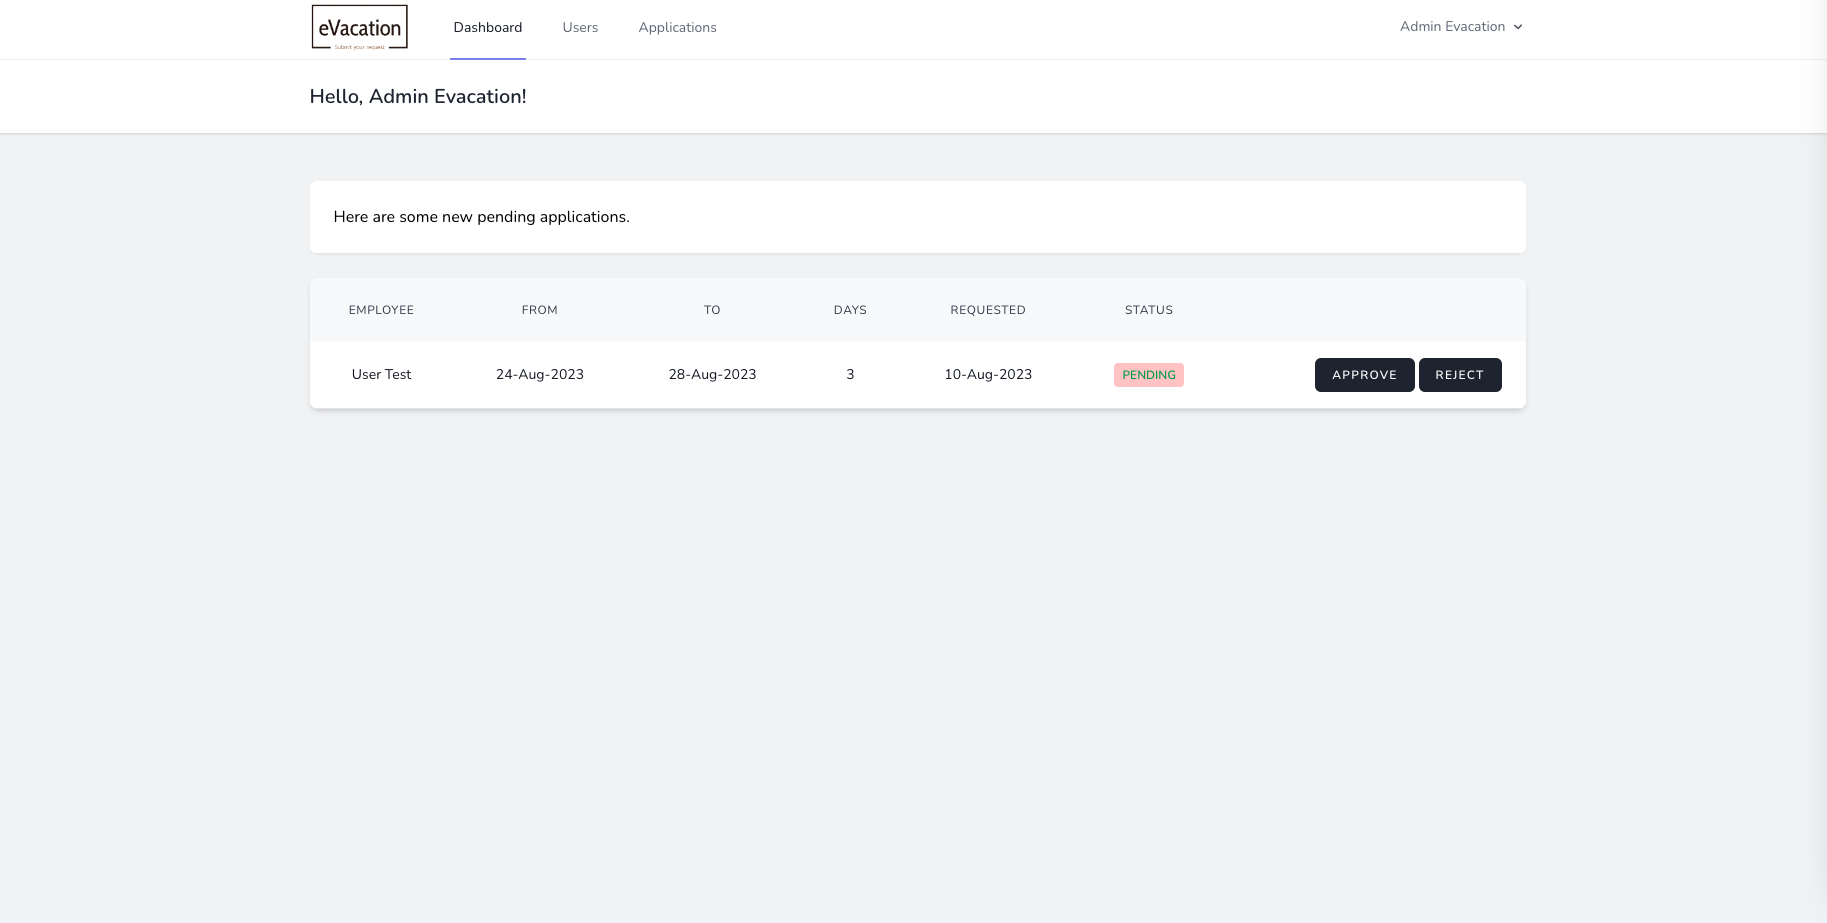 eVacation
Submit your request
Dashboard Users Applications Admin Evacation
Hello, Admin Evacation!
Here are some new pending applications.
EMPLOYEE FROM TO DAYS REQUESTED STATUS
User Test 24-Aug-2023 28-Aug-2023 3 10-Aug-2023 PENDING APPROVE REJECT